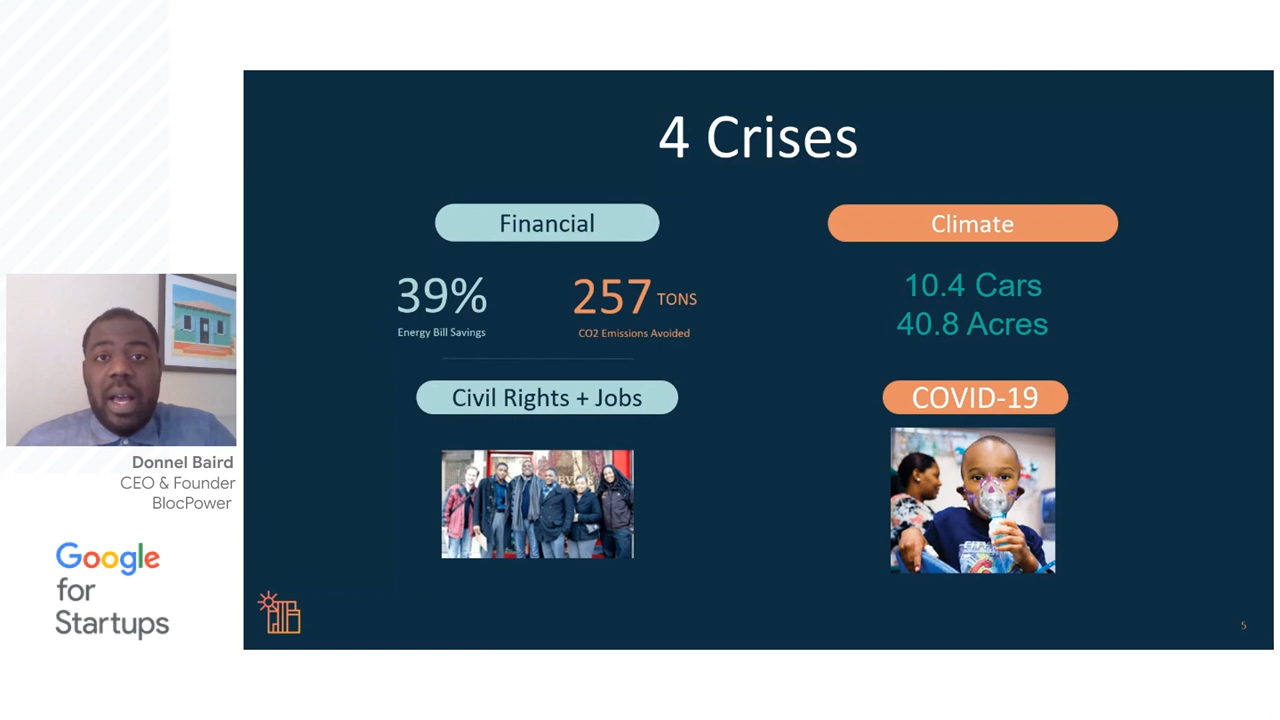 4 Crises
Financial
Climate
39%
Energy Bill Savings
257 TONS
CO2 Emissions Avoided
10.4 Cars
40.8 Acres
Civil Rights + Jobs
COVID-19
Donnel Baird
CEO & Founder
BlocPower
Google
for
Startups
5